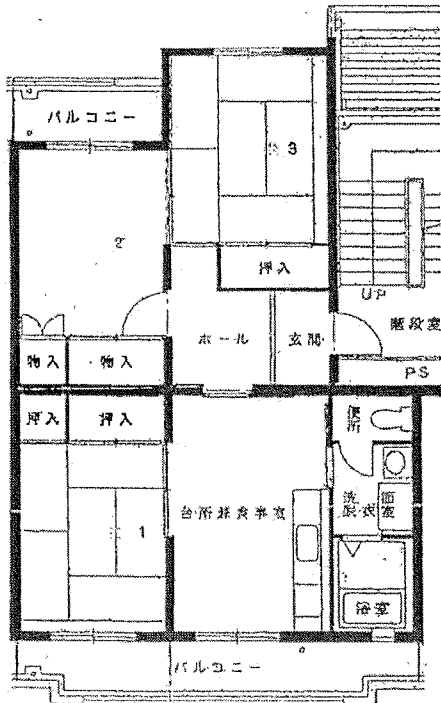 バルコニー
3
2
押入
UP
ホール
玄関
階段室
物入
物入
PS
押入
押入
便所
1
台所兼食事室
洗面
脱衣室
浴室
バルコニー